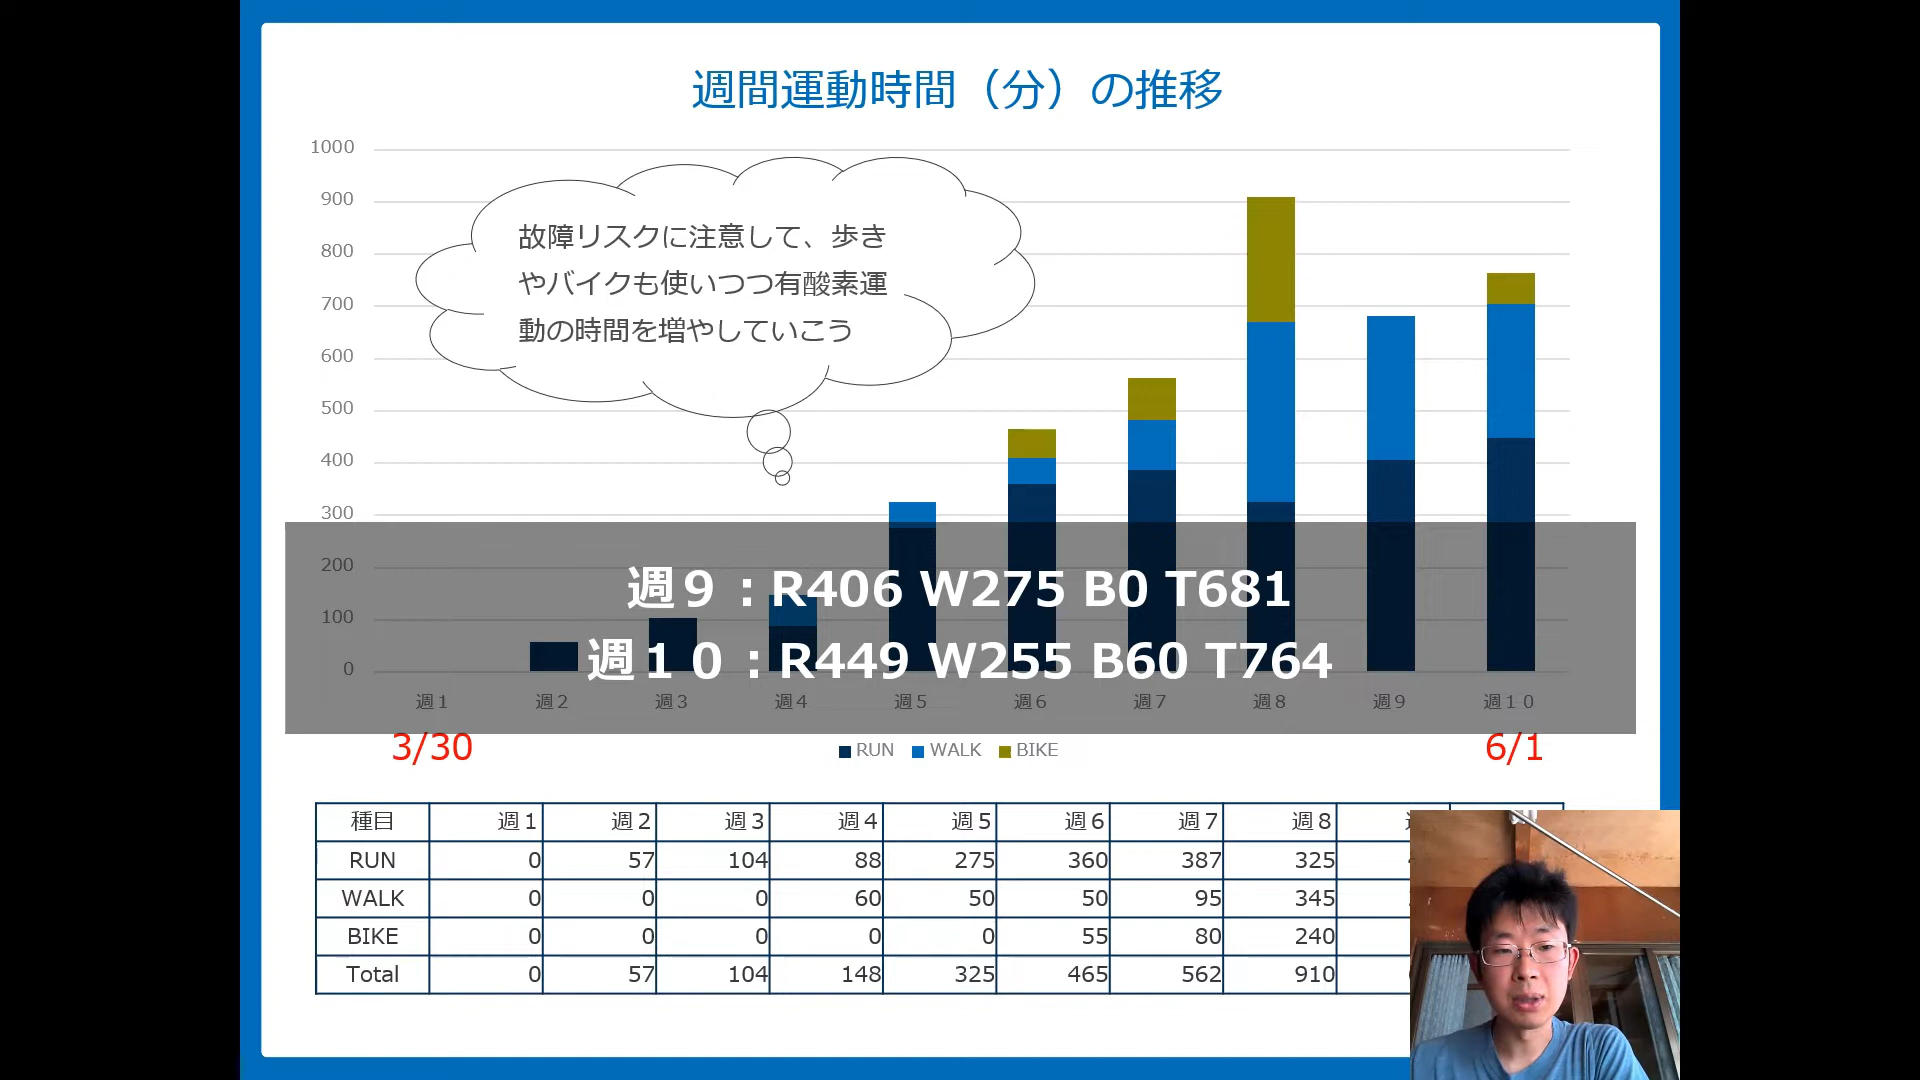 週間運動時間（分）の推移
1000
900
800
700
600
500
400
300
200
100
0
故障リスクに注意して、歩き
やバイクも使いつつ有酸素運
動の時間を増やしていこう
週９：R406 W275 B0 T681
週１０：R449 W255 B60 T764
週１ 週２ 週３ 週４ 週５ 週６ 週７ 週８ 週９ 週１０
3/30 6/1
RUN WALK BIKE
種目 週１ 週２ 週３ 週４ 週５ 週６ 週７ 週８
RUN 0 57 104 88 275 360 387 325
WALK 0 0 0 60 50 50 95 345
BIKE 0 0 0 0 0 55 80 240
Total 0 57 104 148 325 465 562 910